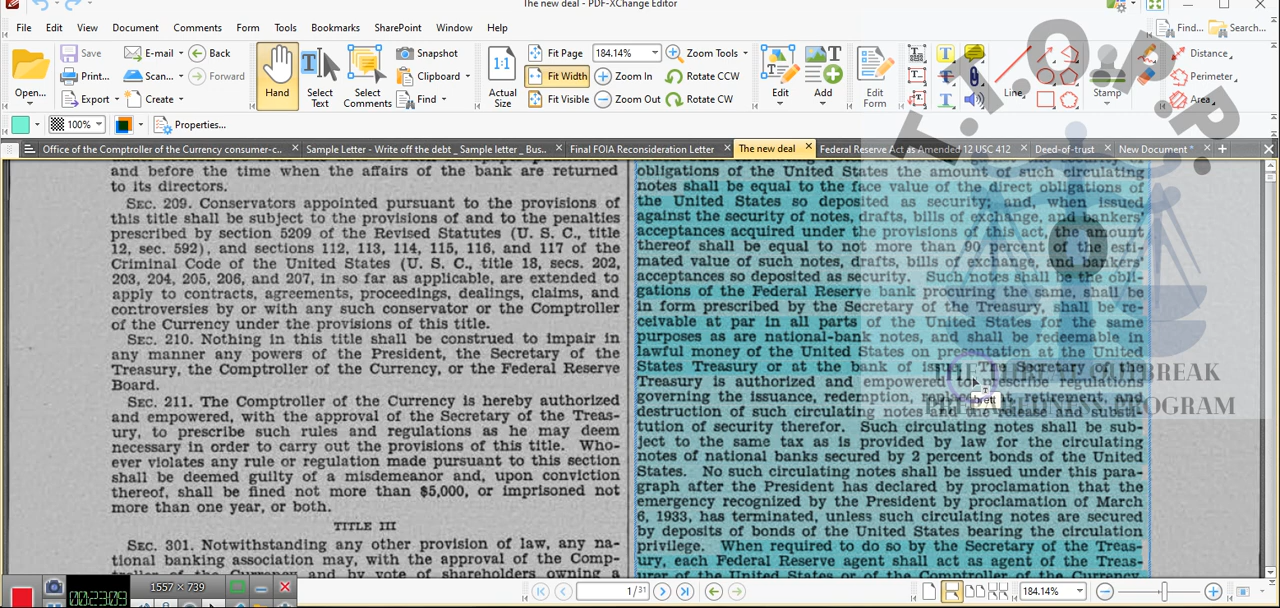 The new deal - PDF-XChange Editor
File Edit View Document Comments Form Tools Bookmarks SharePoint Window Help
Find... Search...
Open... Save Print... Export E-mail Scan... Create Back Forward
Hand Select Text Select Comments Snapshot Clipboard Find
Actual Size Fit Page Fit Width Fit Visible 184.14% Zoom In Zoom Out Zoom Tools Rotate CCW Rotate CW
Edit Add Edit Form Line Stamp Distance Perimeter Area
100% Properties...
T.T.O.P.P.
Office of the Comptroller of the Currency consumer-c...
Sample Letter - Write off the debt _ Sample letter _ Bus...
Final FOIA Reconsideration Letter
The new deal
Federal Reserve Act as Amended 12 USC 412
Deed-of-trust
New Document *
and before the time when the affairs of the bank are returned
to its directors.
SEC. 209. Conservators appointed pursuant to the provisions of
this title shall be subject to the provisions of and to the penalties
prescribed by section 5209 of the Revised Statutes (U. S. C., title
12, sec. 592), and sections 112, 113, 114, 115, 116, and 117 of the
Criminal Code of the United States (U. S. C., title 18, secs. 202,
203, 204, 205, 206, and 207, in so far as applicable, are extended to
apply to contracts, agreements, proceedings, dealings, claims, and
controversies by or with any such conservator or the Comptroller
of the Currency under the provisions of this title.
SEC. 210. Nothing in this title shall be construed to impair in
any manner any powers of the President, the Secretary of the
Treasury, the Comptroller of the Currency, or the Federal Reserve
Board.
SEC. 211. The Comptroller of the Currency is hereby authorized
and empowered, with the approval of the Secretary of the Treas-
ury, to prescribe such rules and regulations as he may deem
necessary in order to carry out the provisions of this title. Who-
ever violates any rule or regulation made pursuant to this section
shall be deemed guilty of a misdemeanor and, upon conviction
thereof, shall be fined not more than $5,000, or imprisoned not
more than one year, or both.
TITLE III
SEC. 301. Notwithstanding any other provision of law, any na-
tional banking association may, with the approval of the Comp-
troller of the Currency and by vote of shareholders owning a
obligations of the United States the amount of such circulating
notes shall be equal to the face value of the direct obligations of
the United States so deposited as security; and, when issued
against the security of notes, drafts, bills of exchange, and bankers'
acceptances acquired under the provisions of this act, the amount
thereof shall be equal to not more than 90 percent of the esti-
mated value of such notes, drafts, bills of exchange, and bankers'
acceptances so deposited as security. Such notes shall be the obli-
gations of the Federal Reserve bank procuring the same, shall be
in form prescribed by the Secretary of the Treasury, shall be re-
ceivable at par in all parts of the United States for the same
purposes as are national-bank notes, and shall be redeemable in
lawful money of the United States on presentation at the United
States Treasury or at the bank of The Secretary of the
Treasury is authorized and empowered to prescribe regulations
governing the issuance, redemption, retirement, and
destruction of such circulating notes and the release and substi-
tution of security therefor. Such circulating notes shall be sub-
ject to the same tax as is provided by law for the circulating
notes of national banks secured by 2 percent bonds of the United
States. No such circulating notes shall be issued under this para-
graph after the President has declared by proclamation that the
emergency recognized by the President by proclamation of March
6, 1933, has terminated, unless such circulating notes are secured
by deposits of bonds of the United States bearing the circulation
privilege. When required to do so by the Secretary of the Treas-
ury, each Federal Reserve agent shall act as agent of the Treas-
urer of the United States or of the Comptroller of the Currency
OUTBREAK
PROGRAM
00:23:09
1557 × 739
1 / 31
184.14%